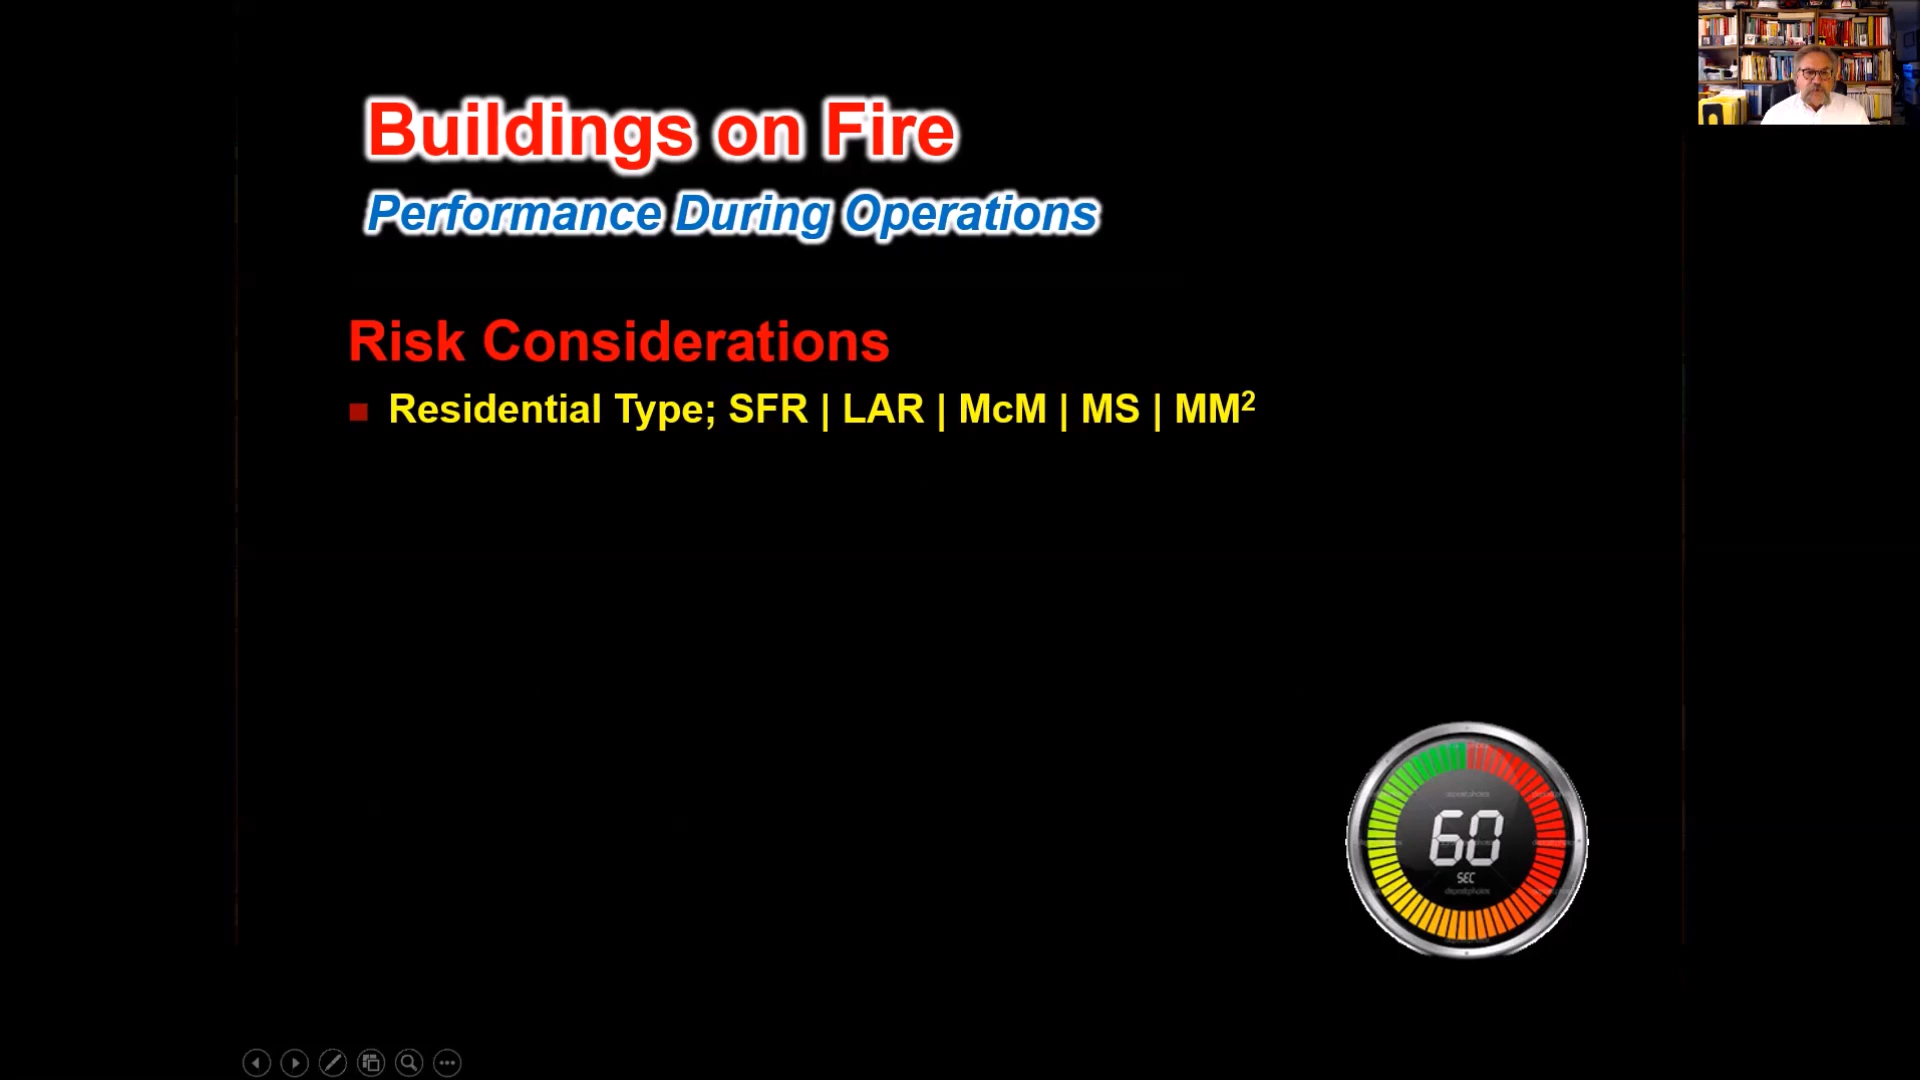 Buildings on Fire
Performance During Operations
Risk Considerations
Residential Type; SFR | LAR | McM | MS | MM²
60
SEC